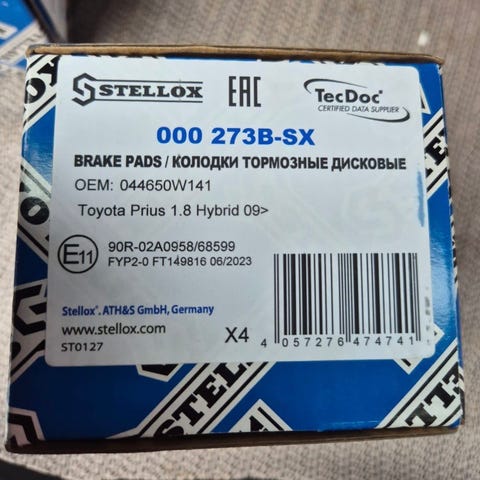 STELLOX
EAC
TecDoc
CERTIFIED DATA SUPPLIER
000 273B-SX
BRAKE PADS / КОЛОДКИ ТОРМОЗНЫЕ ДИСКОВЫЕ
OEM: 044650W141
Toyota Prius 1.8 Hybrid 09>
E11
90R-02A0958/68599
FYP2-0 FT149816 06/2023
Stellox® ATH&S GmbH, Germany
www.stellox.com
ST0127
X4
4 057276 474741
STELLOX